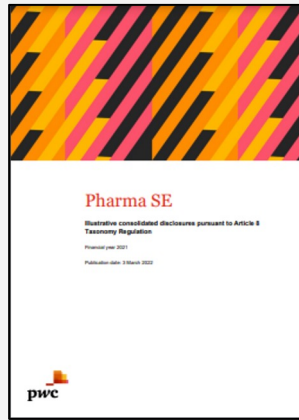 Pharma SE
Illustrative consolidated disclosures pursuant to Article 8
Taxonomy Regulation
Financial year 2021
Publication date: 3 March 2022
pwc